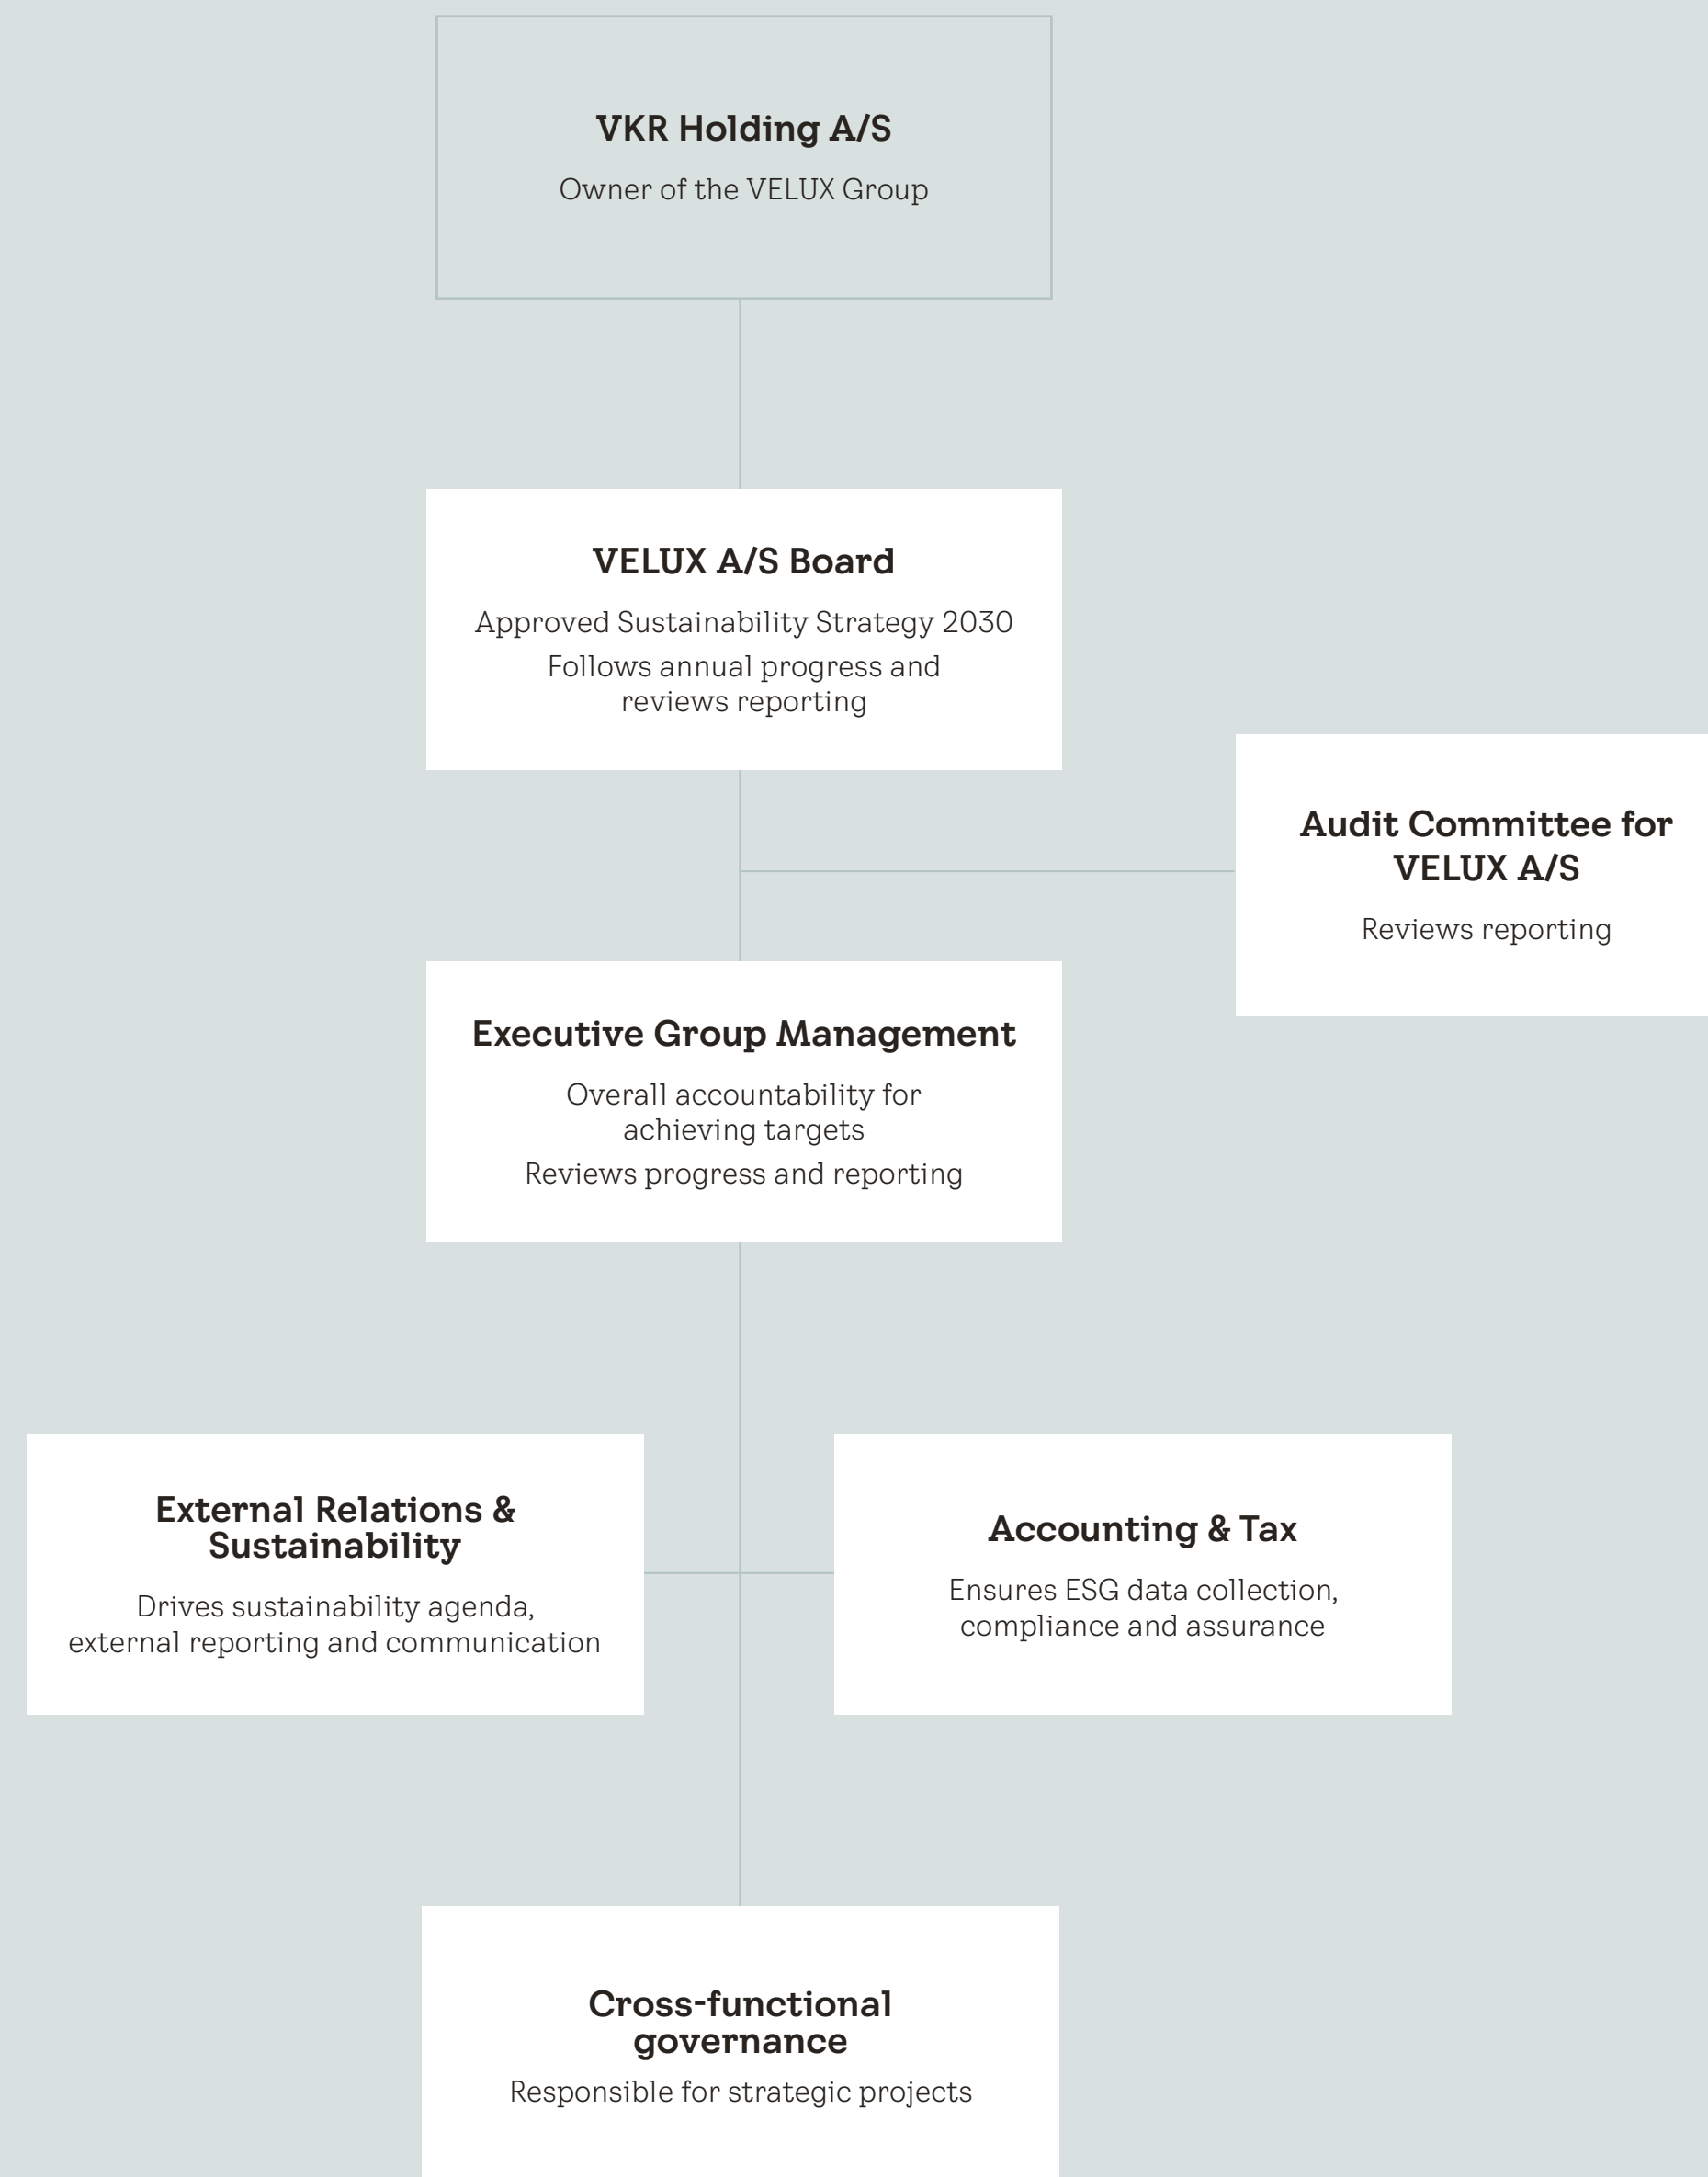 VKR Holding A/S
Owner of the VELUX Group
VELUX A/S Board
Approved Sustainability Strategy 2030
Follows annual progress and
reviews reporting
Audit Committee for
VELUX A/S
Reviews reporting
Executive Group Management
Overall accountability for
achieving targets
Reviews progress and reporting
External Relations &
Sustainability
Drives sustainability agenda,
external reporting and communication
Accounting & Tax
Ensures ESG data collection,
compliance and assurance
Cross-functional
governance
Responsible for strategic projects